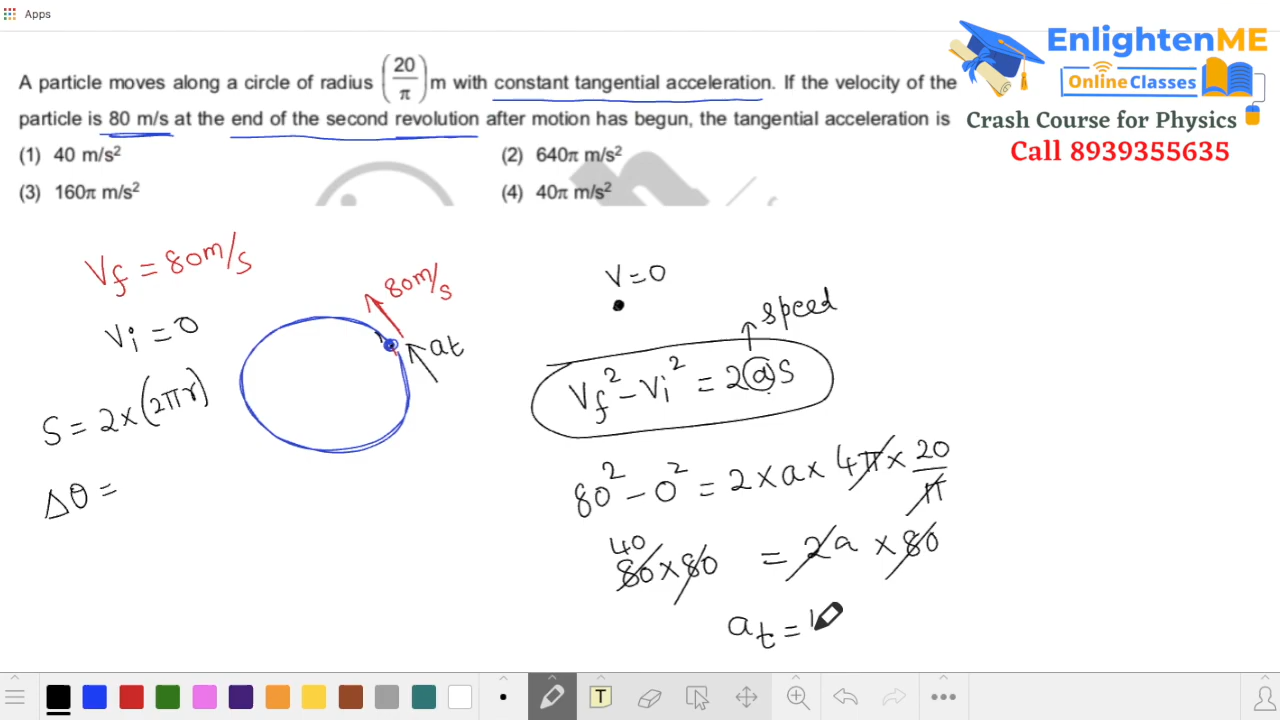 Apps
EnlightenME
Online Classes
Crash Course for Physics
Call 8939355635
A particle moves along a circle of radius (20/π) m with constant tangential acceleration. If the velocity of the
particle is 80 m/s at the end of the second revolution after motion has begun, the tangential acceleration is
(1) 40 m/s² (2) 640π m/s²
(3) 160π m/s² (4) 40π m/s²
Vf = 80m/s
Vi = 0
S = 2×(2πr)
Δθ =
80m/s
at
V=0
speed
Vf² − Vi² = 2aS
80² − 0² = 2×a×4π×20/π
40
80×80 = 2a×80
at =
T